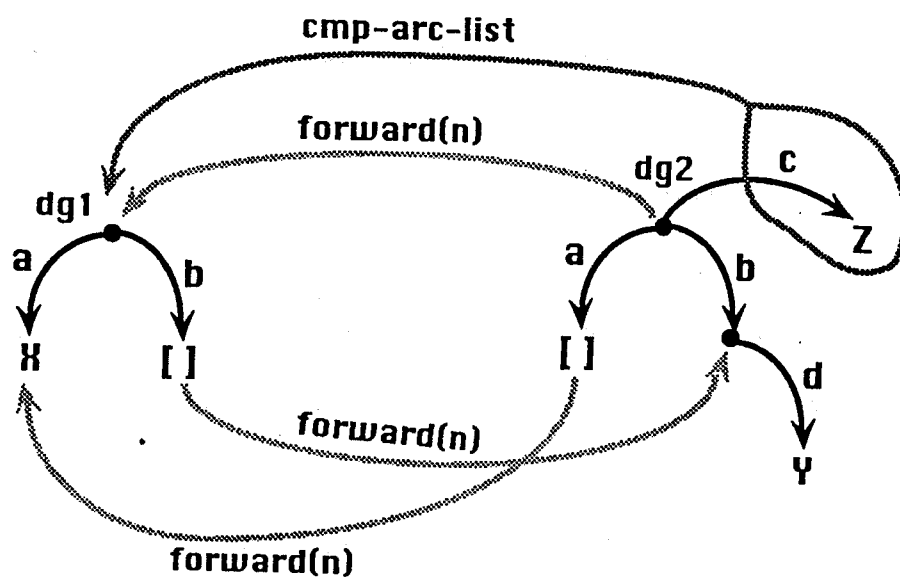 cmp-arc-list
forward(n)
dg1
dg2
c
a
b
a
b
Z
X
[ ]
[ ]
d
forward(n)
Y
forward(n)